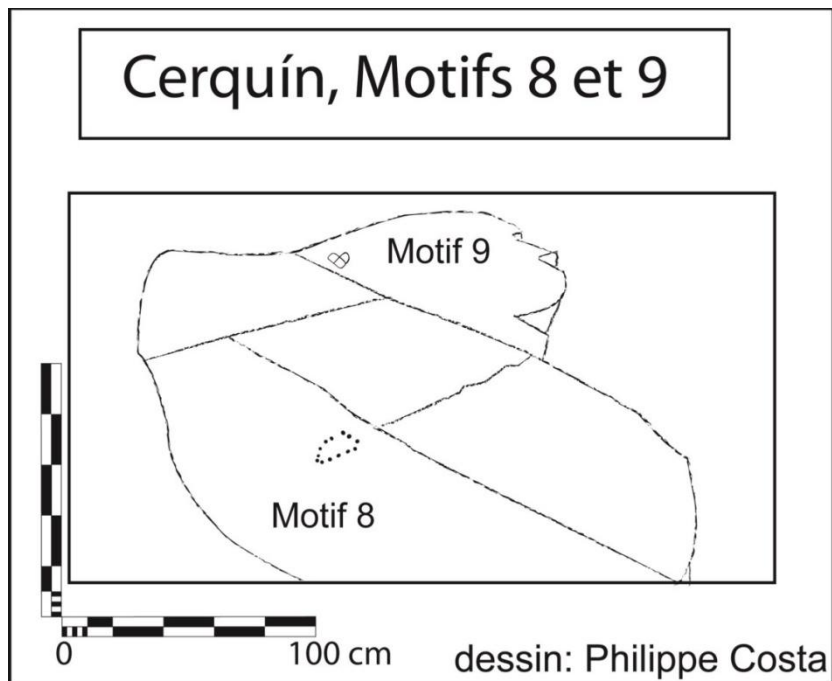 Cerquín, Motifs 8 et 9
Motif 9
Motif 8
0 100 cm
dessin: Philippe Costa